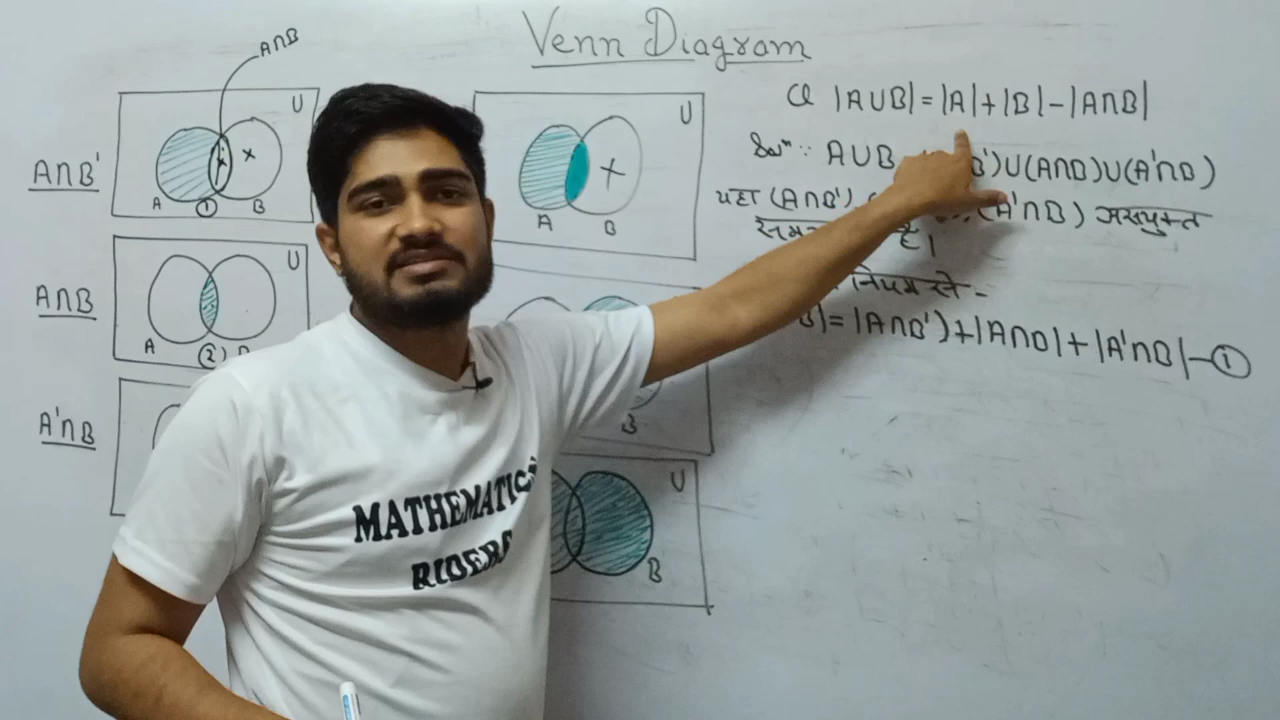 Venn Diagram
A∩B
A∩B'
U
A
①
B
A∩B
U
A
②
A'∩B
U
A
B
B
U
B
Q |A∪B| = |A|+|B|-|A∩B|
Solⁿ: A∪B B')∪(A∩B)∪(A'∩B)
यहा (A∩B') (A'∩B) असंयुक्त
है।
नियम से -
B|=|A∩B')+|A∩B|+|A'∩B|-①
MATHEMATICS
RIDERS